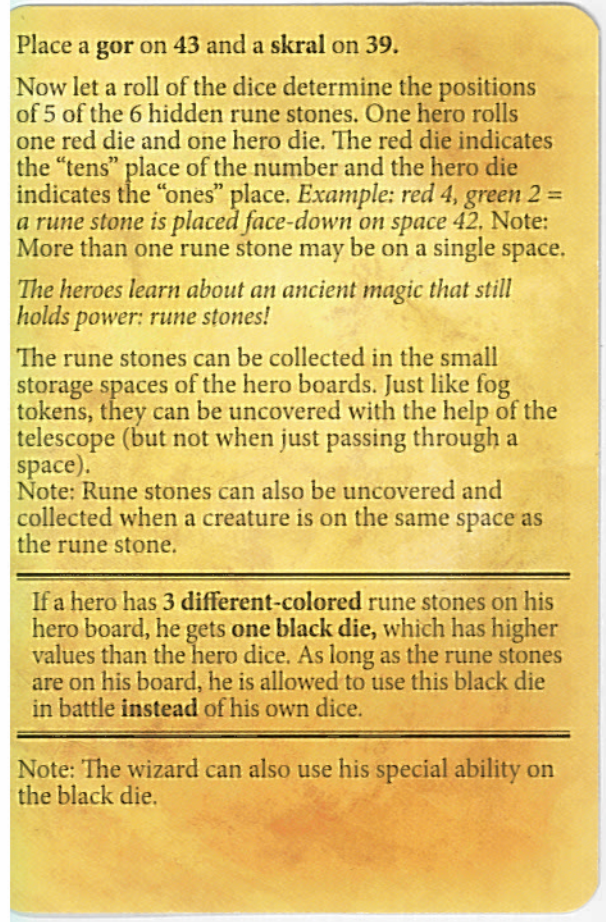 Place a gor on 43 and a skral on 39.
Now let a roll of the dice determine the positions
of 5 of the 6 hidden rune stones. One hero rolls
one red die and one hero die. The red die indicates
the “tens” place of the number and the hero die
indicates the “ones” place. Example: red 4, green 2 =
a rune stone is placed face-down on space 42. Note:
More than one rune stone may be on a single space.
The heroes learn about an ancient magic that still
holds power: rune stones!
The rune stones can be collected in the small
storage spaces of the hero boards. Just like fog
tokens, they can be uncovered with the help of the
telescope (but not when just passing through a
space).
Note: Rune stones can also be uncovered and
collected when a creature is on the same space as
the rune stone.
If a hero has 3 different-colored rune stones on his
hero board, he gets one black die, which has higher
values than the hero dice. As long as the rune stones
are on his board, he is allowed to use this black die
in battle instead of his own dice.
Note: The wizard can also use his special ability on
the black die.